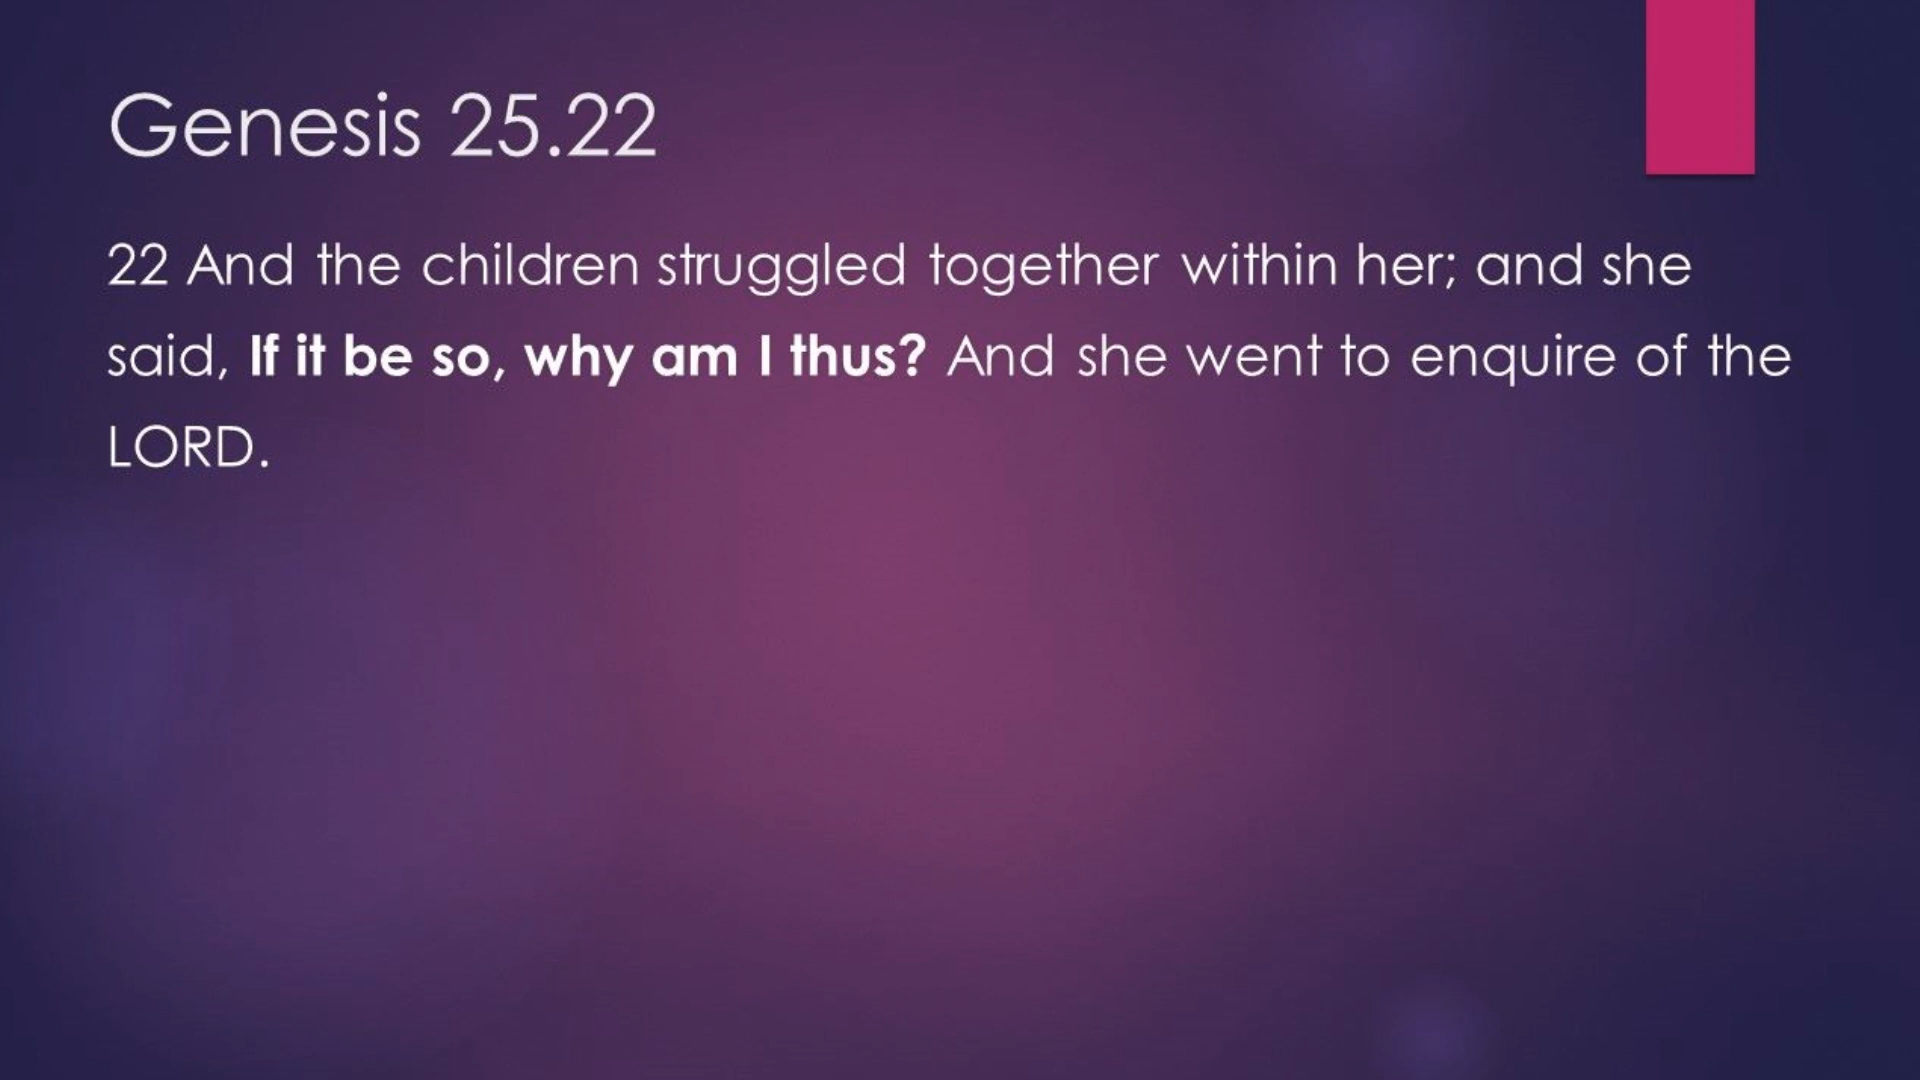 Genesis 25.22
22 And the children struggled together within her; and she
said, If it be so, why am I thus? And she went to enquire of the
LORD.